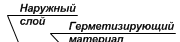 Наружный
слой
Герметизирующий
материал